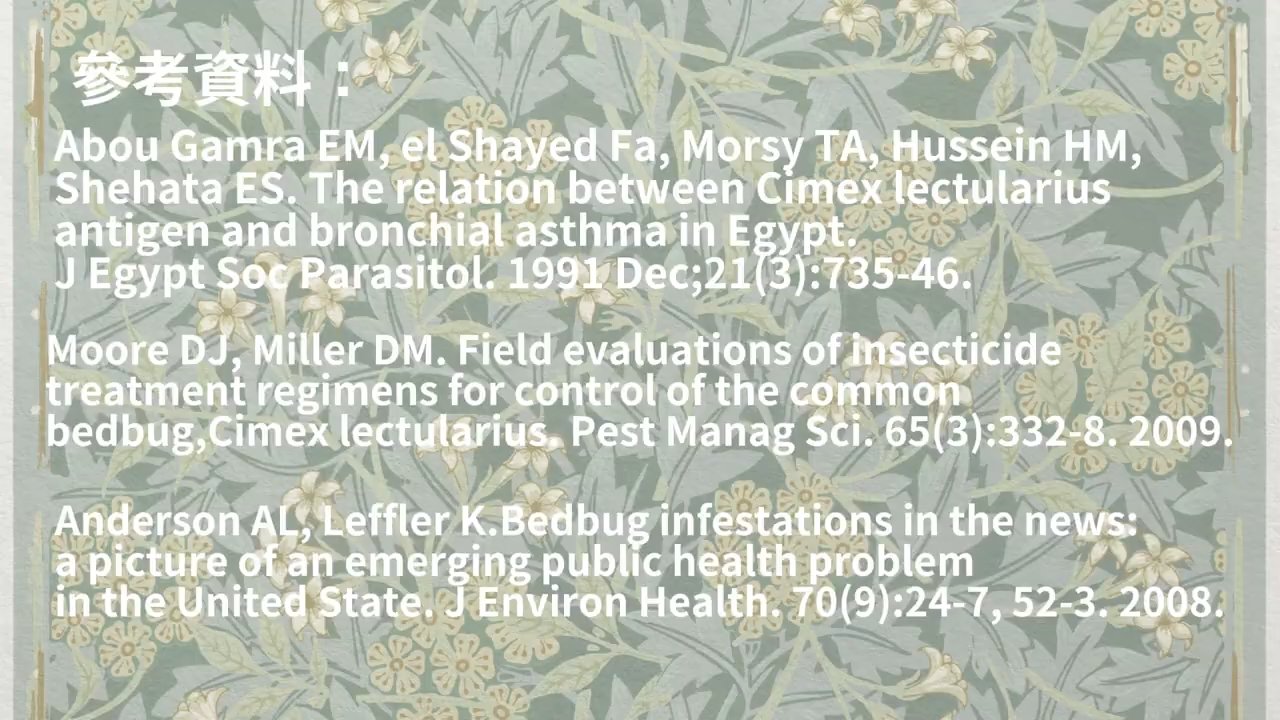 參考資料：
Abou Gamra EM, el Shayed Fa, Morsy TA, Hussein HM,
Shehata ES. The relation between Cimex lectularius
antigen and bronchial asthma in Egypt.
J Egypt Soc Parasitol. 1991 Dec;21(3):735-46.
Moore DJ, Miller DM. Field evaluations of insecticide
treatment regimens for control of the common
bedbug,Cimex lectularius. Pest Manag Sci. 65(3):332-8. 2009.
Anderson AL, Leffler K.Bedbug infestations in the news:
a picture of an emerging public health problem
in the United State. J Environ Health. 70(9):24-7, 52-3. 2008.